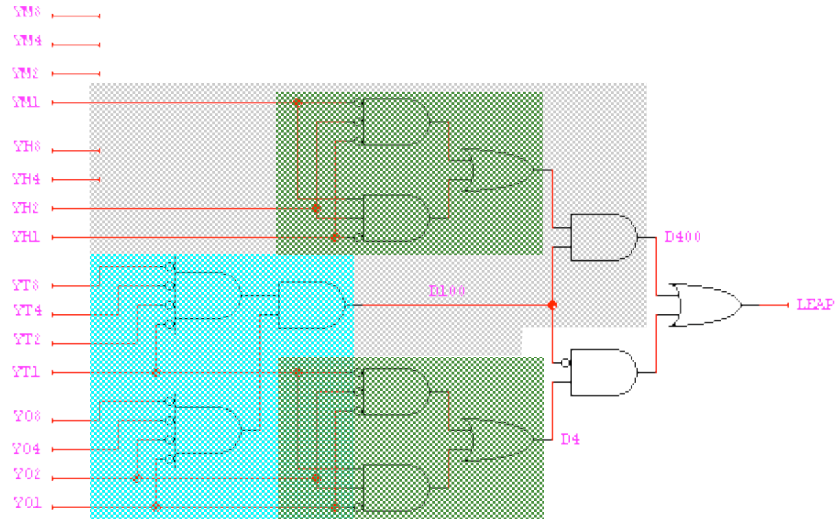 YM8
YM4
YM2
YM1
YH8
YH4
YH2
YH1
D400
YT8
D100
LEAP
YT4
YT2
YT1
YO8
D4
YO4
YO2
YO1